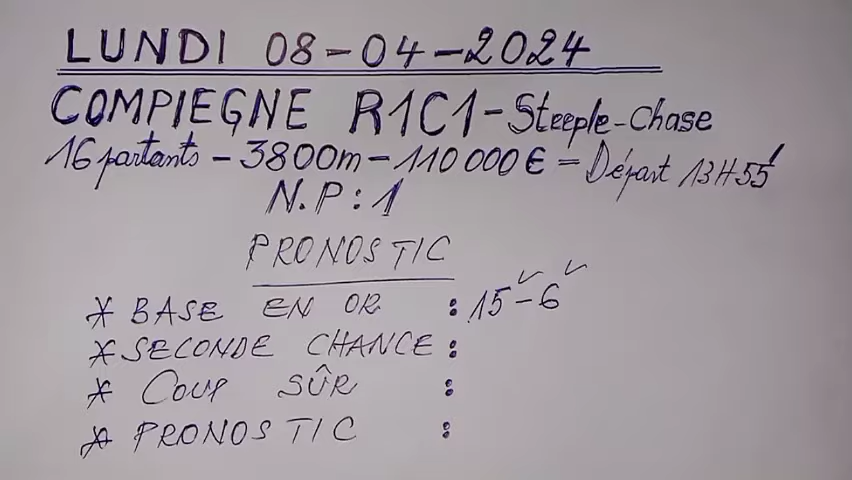 LUNDI 08-04-2024
COMPIEGNE R1C1-Steeple-Chase
16 partants - 3800m - 110 000€ = Départ 13H55'
N.P : 1
PRONOSTIC
* BASE EN OR : 15-6
* SECONDE CHANCE :
* COUP SÛR :
* PRONOSTIC :